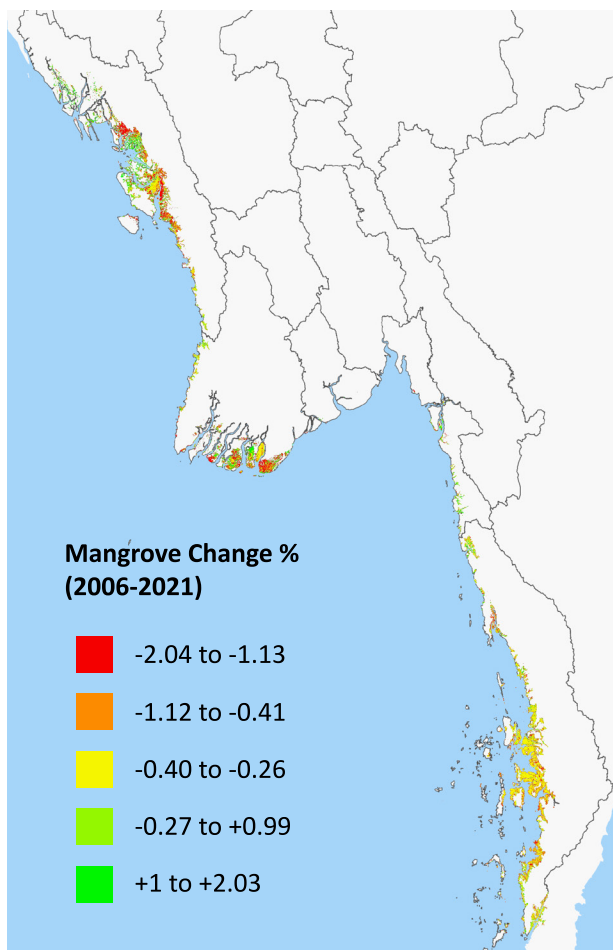 Mangrove Change %
(2006-2021)
-2.04 to -1.13
-1.12 to -0.41
-0.40 to -0.26
-0.27 to +0.99
+1 to +2.03